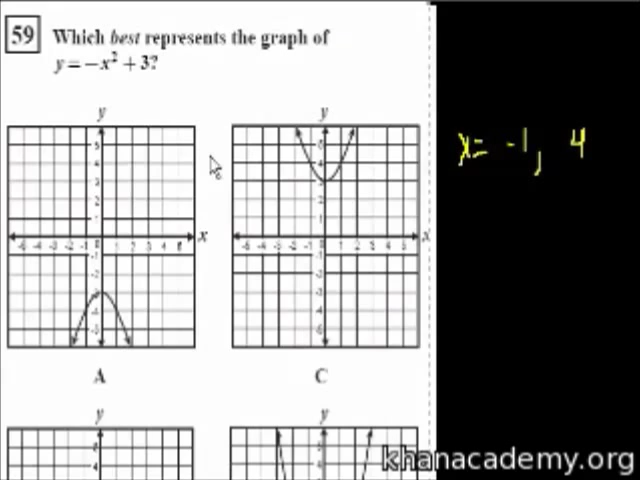 59 Which best represents the graph of
y = −x² + 3?
x= -1, 4
y
y
x
x
A
C
y
y
khanacademy.org